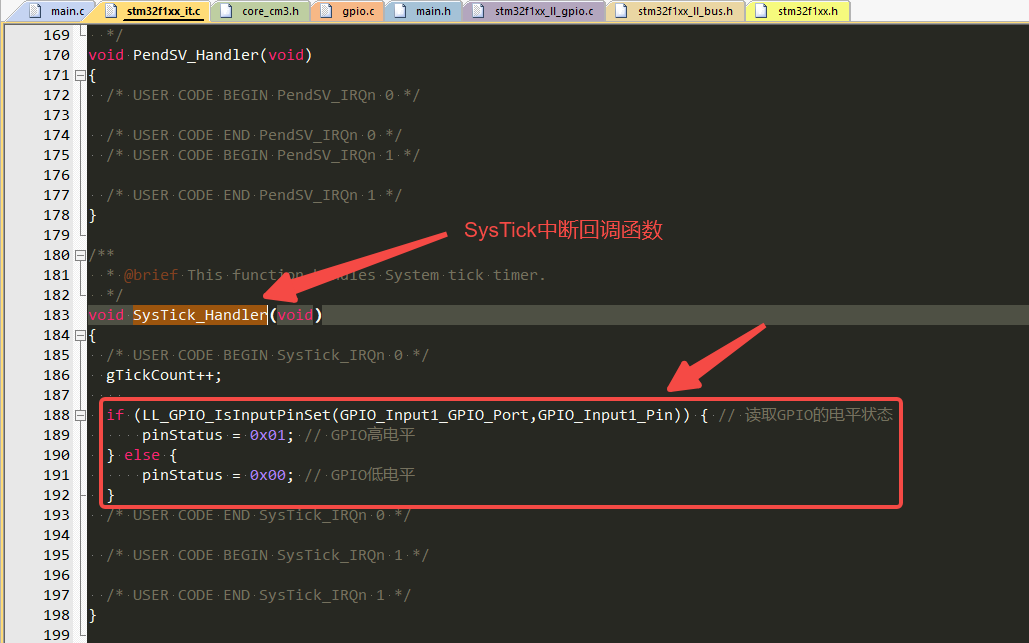 main.c stm32f1xx_it.c core_cm3.h gpio.c main.h stm32f1xx_ll_gpio.c stm32f1xx_ll_bus.h stm32f1xx.h
169 */
170 void PendSV_Handler(void)
171 {
172 /* USER CODE BEGIN PendSV_IRQn 0 */
173
174 /* USER CODE END PendSV_IRQn 0 */
175 /* USER CODE BEGIN PendSV_IRQn 1 */
176
177 /* USER CODE END PendSV_IRQn 1 */
178 }
SysTick中断回调函数
179
180 /**
181 * @brief This function handles System tick timer.
182 */
183 void SysTick_Handler(void)
184 {
185 /* USER CODE BEGIN SysTick_IRQn 0 */
186 gTickCount++;
187
188 if (LL_GPIO_IsInputPinSet(GPIO_Input1_GPIO_Port,GPIO_Input1_Pin)) { // 读取GPIO的电平状态
189 pinStatus = 0x01; // GPIO高电平
190 } else {
191 pinStatus = 0x00; // GPIO低电平
192 }
193 /* USER CODE END SysTick_IRQn 0 */
194
195 /* USER CODE BEGIN SysTick_IRQn 1 */
196
197 /* USER CODE END SysTick_IRQn 1 */
198 }
199